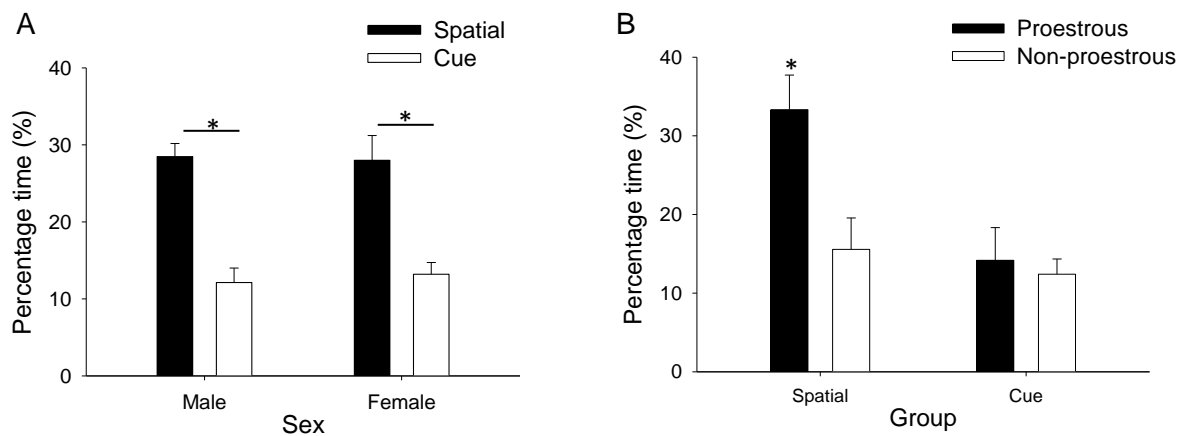 A
Spatial
Cue
Percentage time (%)
40
30
20
10
0
*
*
Male
Female
Sex
B
Proestrous
Non-proestrous
Percentage time (%)
40
30
20
10
0
*
Spatial
Cue
Group